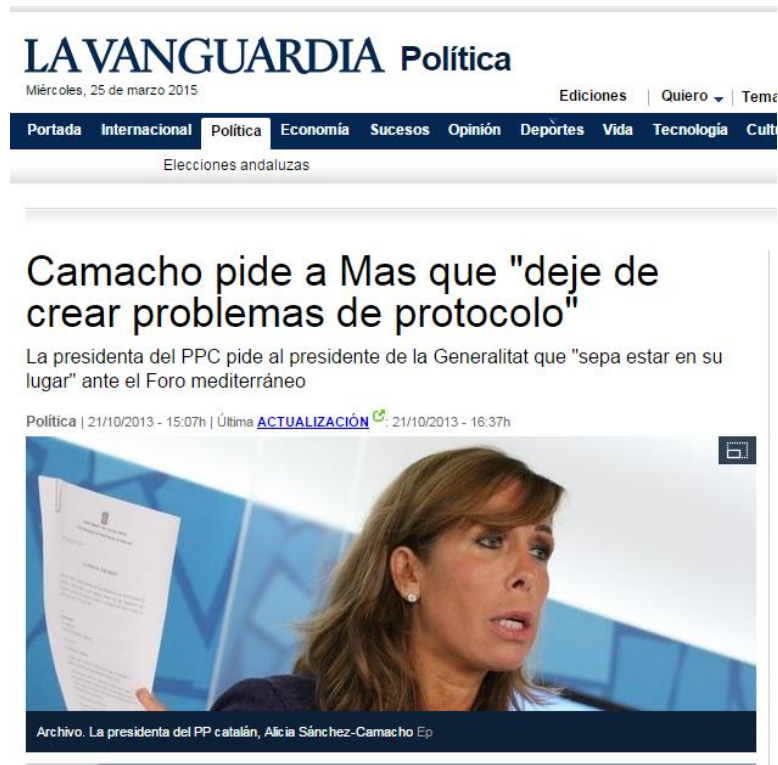 LA VANGUARDIA Política
Miércoles, 25 de marzo 2015
Ediciones | Quiero | Tema
Portada Internacional Política Economía Sucesos Opinión Deportes Vida Tecnología Cult
Elecciones andaluzas
Camacho pide a Mas que "deje de
crear problemas de protocolo"
La presidenta del PPC pide al presidente de la Generalitat que "sepa estar en su
lugar" ante el Foro mediterráneo
Política | 21/10/2013 - 15:07h | Última ACTUALIZACIÓN : 21/10/2013 - 16:37h
Archivo. La presidenta del PP catalán, Alicia Sánchez-Camacho Ep